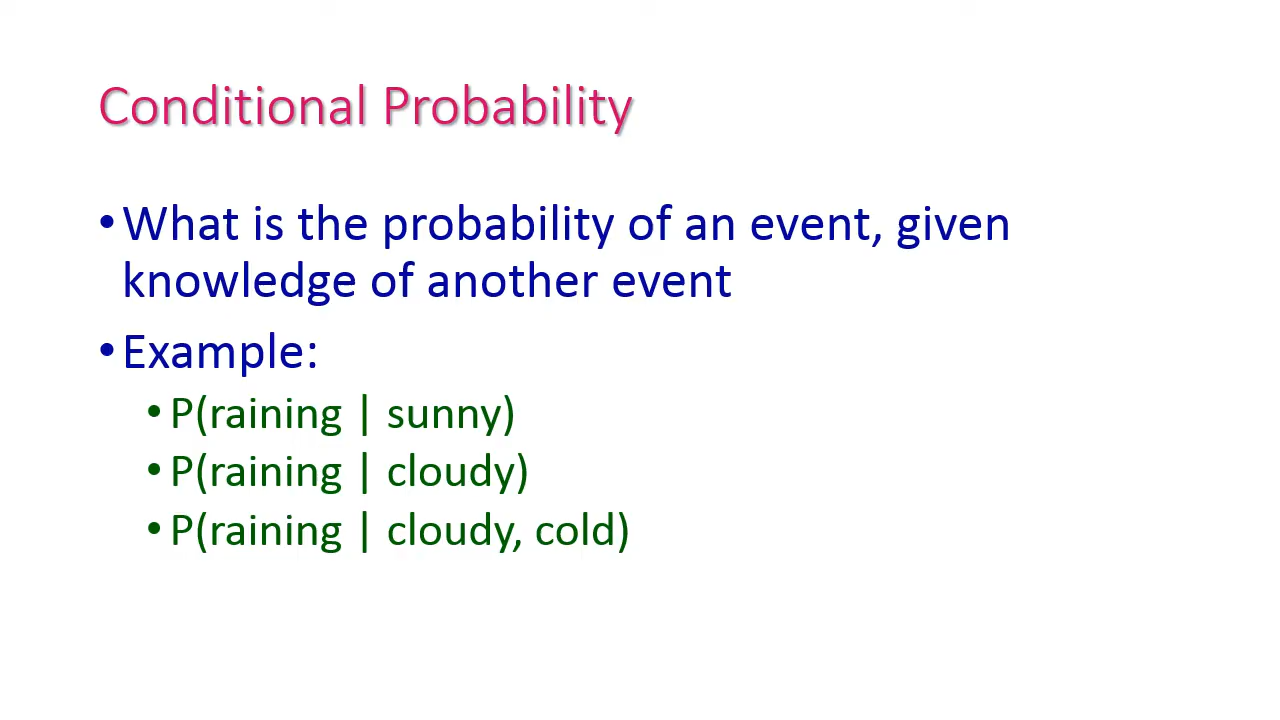 Conditional Probability
•What is the probability of an event, given
knowledge of another event
•Example:
•P(raining | sunny)
•P(raining | cloudy)
•P(raining | cloudy, cold)